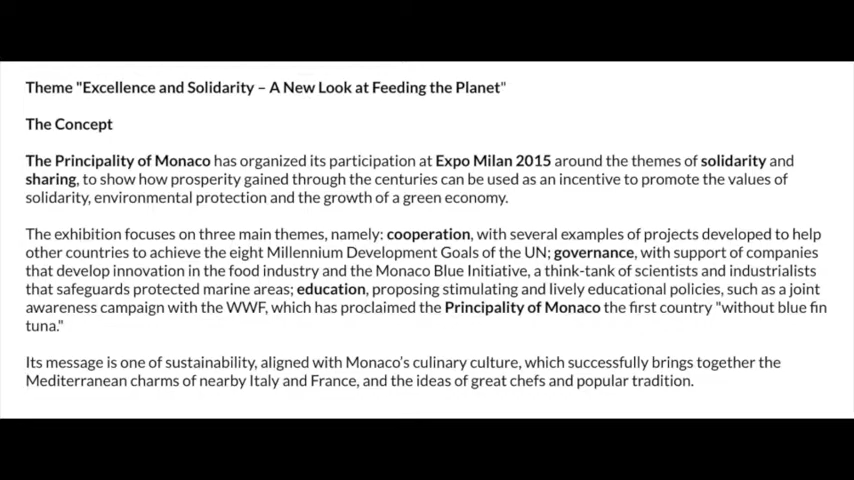 Theme "Excellence and Solidarity – A New Look at Feeding the Planet"
The Concept
The Principality of Monaco has organized its participation at Expo Milan 2015 around the themes of solidarity and
sharing, to show how prosperity gained through the centuries can be used as an incentive to promote the values of
solidarity, environmental protection and the growth of a green economy.
The exhibition focuses on three main themes, namely: cooperation, with several examples of projects developed to help
other countries to achieve the eight Millennium Development Goals of the UN; governance, with support of companies
that develop innovation in the food industry and the Monaco Blue Initiative, a think-tank of scientists and industrialists
that safeguards protected marine areas; education, proposing stimulating and lively educational policies, such as a joint
awareness campaign with the WWF, which has proclaimed the Principality of Monaco the first country "without blue fin
tuna."
Its message is one of sustainability, aligned with Monaco's culinary culture, which successfully brings together the
Mediterranean charms of nearby Italy and France, and the ideas of great chefs and popular tradition.